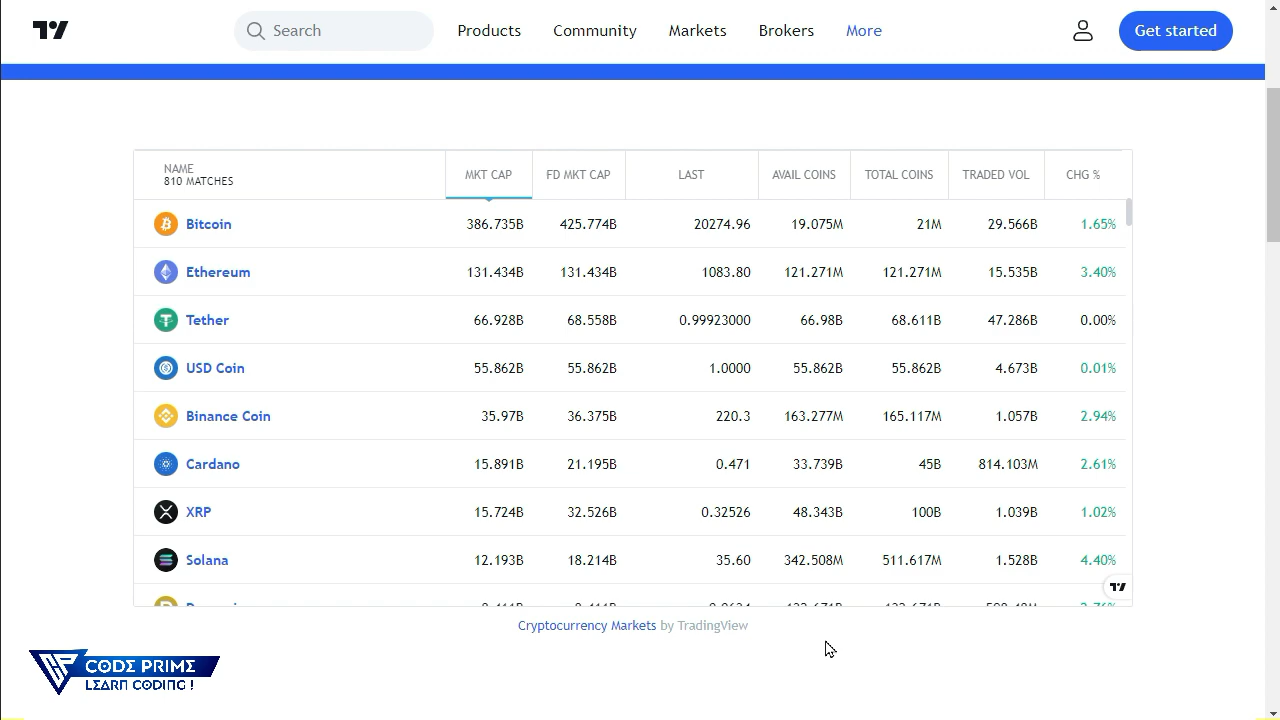 Search
Products
Community
Markets
Brokers
More
Get started
NAME
810 MATCHES
MKT CAP
FD MKT CAP
LAST
AVAIL COINS
TOTAL COINS
TRADED VOL
CHG %
Bitcoin 386.735B 425.774B 20274.96 19.075M 21M 29.566B 1.65%
Ethereum 131.434B 131.434B 1083.80 121.271M 121.271M 15.535B 3.40%
Tether 66.928B 68.558B 0.99923000 66.98B 68.611B 47.286B 0.00%
USD Coin 55.862B 55.862B 1.0000 55.862B 55.862B 4.673B 0.01%
Binance Coin 35.97B 36.375B 220.3 163.277M 165.117M 1.057B 2.94%
Cardano 15.891B 21.195B 0.471 33.739B 45B 814.103M 2.61%
XRP 15.724B 32.526B 0.32526 48.343B 100B 1.039B 1.02%
Solana 12.193B 18.214B 35.60 342.508M 511.617M 1.528B 4.40%
Cryptocurrency Markets by TradingView
CODE PRIME
LEARN CODING !